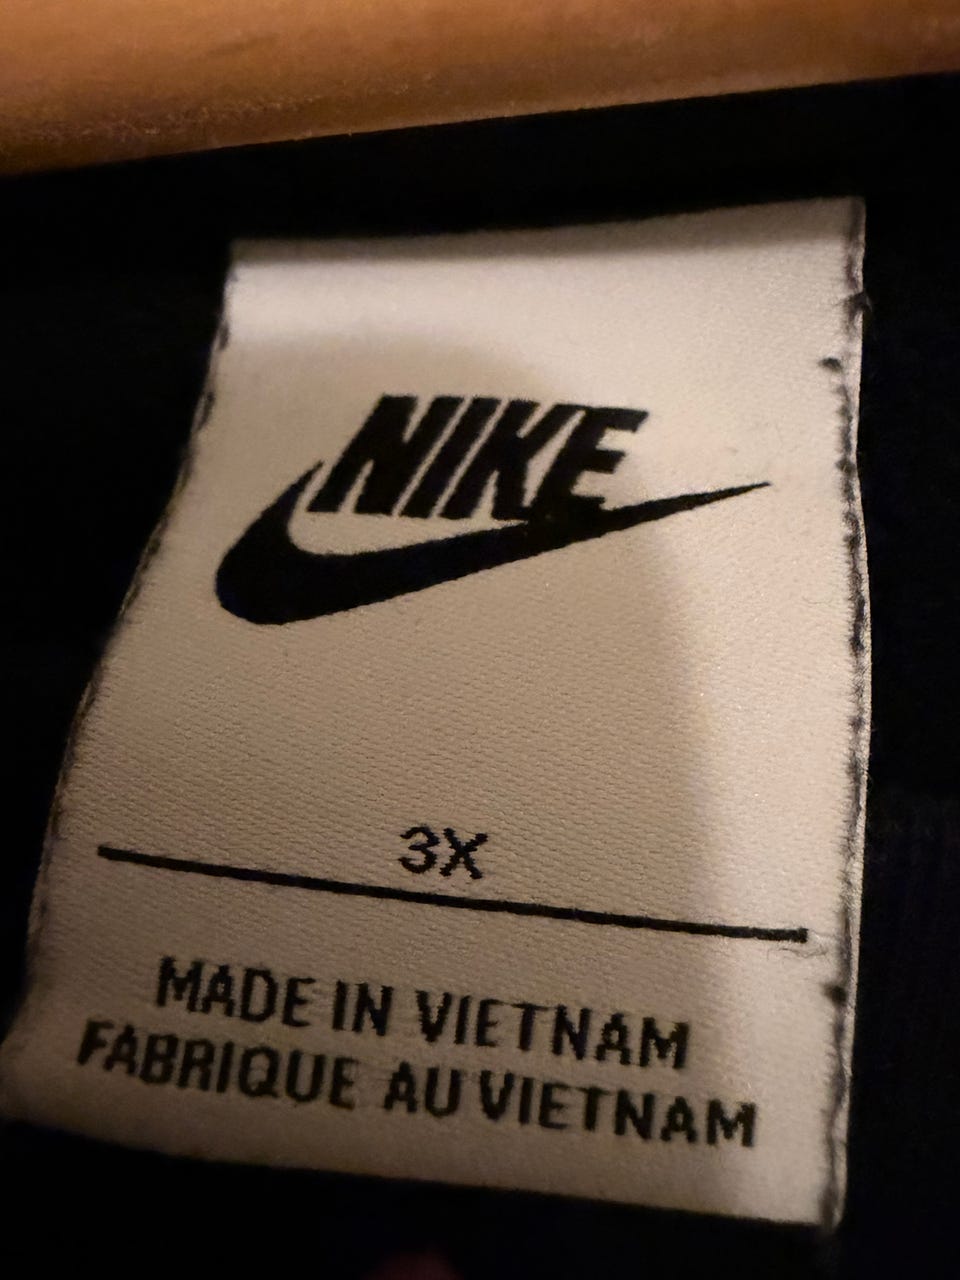 NIKE
3X
MADE IN VIETNAM
FABRIQUE AU VIETNAM